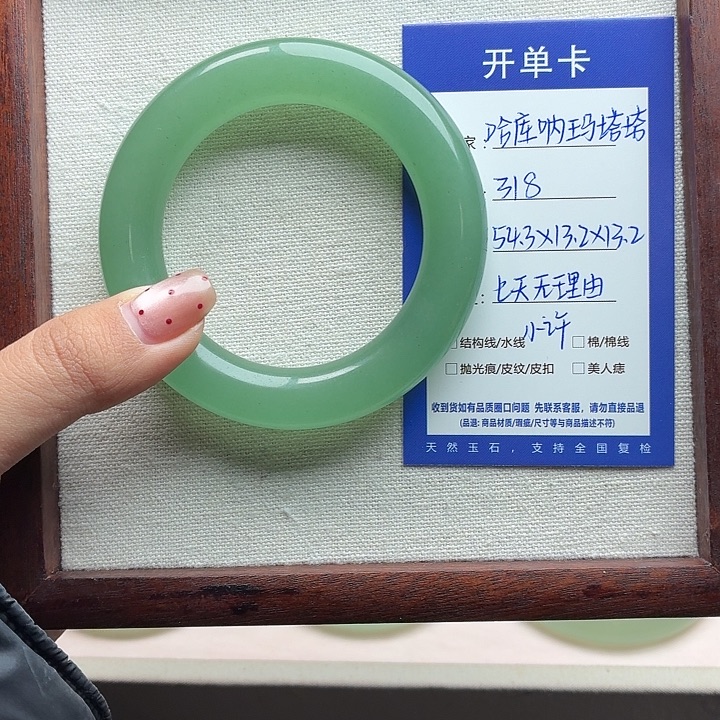 开单卡
家：哈库呐玛塔塔
：318
：54.3×13.2×13.2
：七天无理由
小许
□结构线/水线 □棉/棉线
□抛光痕/皮纹/皮扣 □美人痣
收到货如有品质圈口问题 先联系客服，请勿直接品退
(品退：商品材质/瑕疵/尺寸等与商品描述不符)
天然玉石，支持全国复检